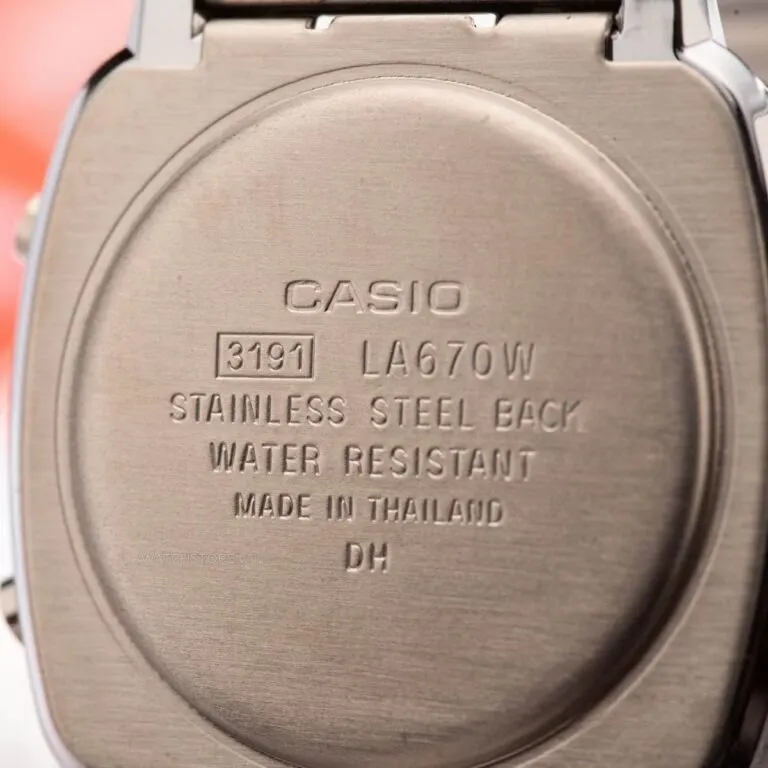 CASIO
3191 LA670W
STAINLESS STEEL BACK
WATER RESISTANT
MADE IN THAILAND
DH